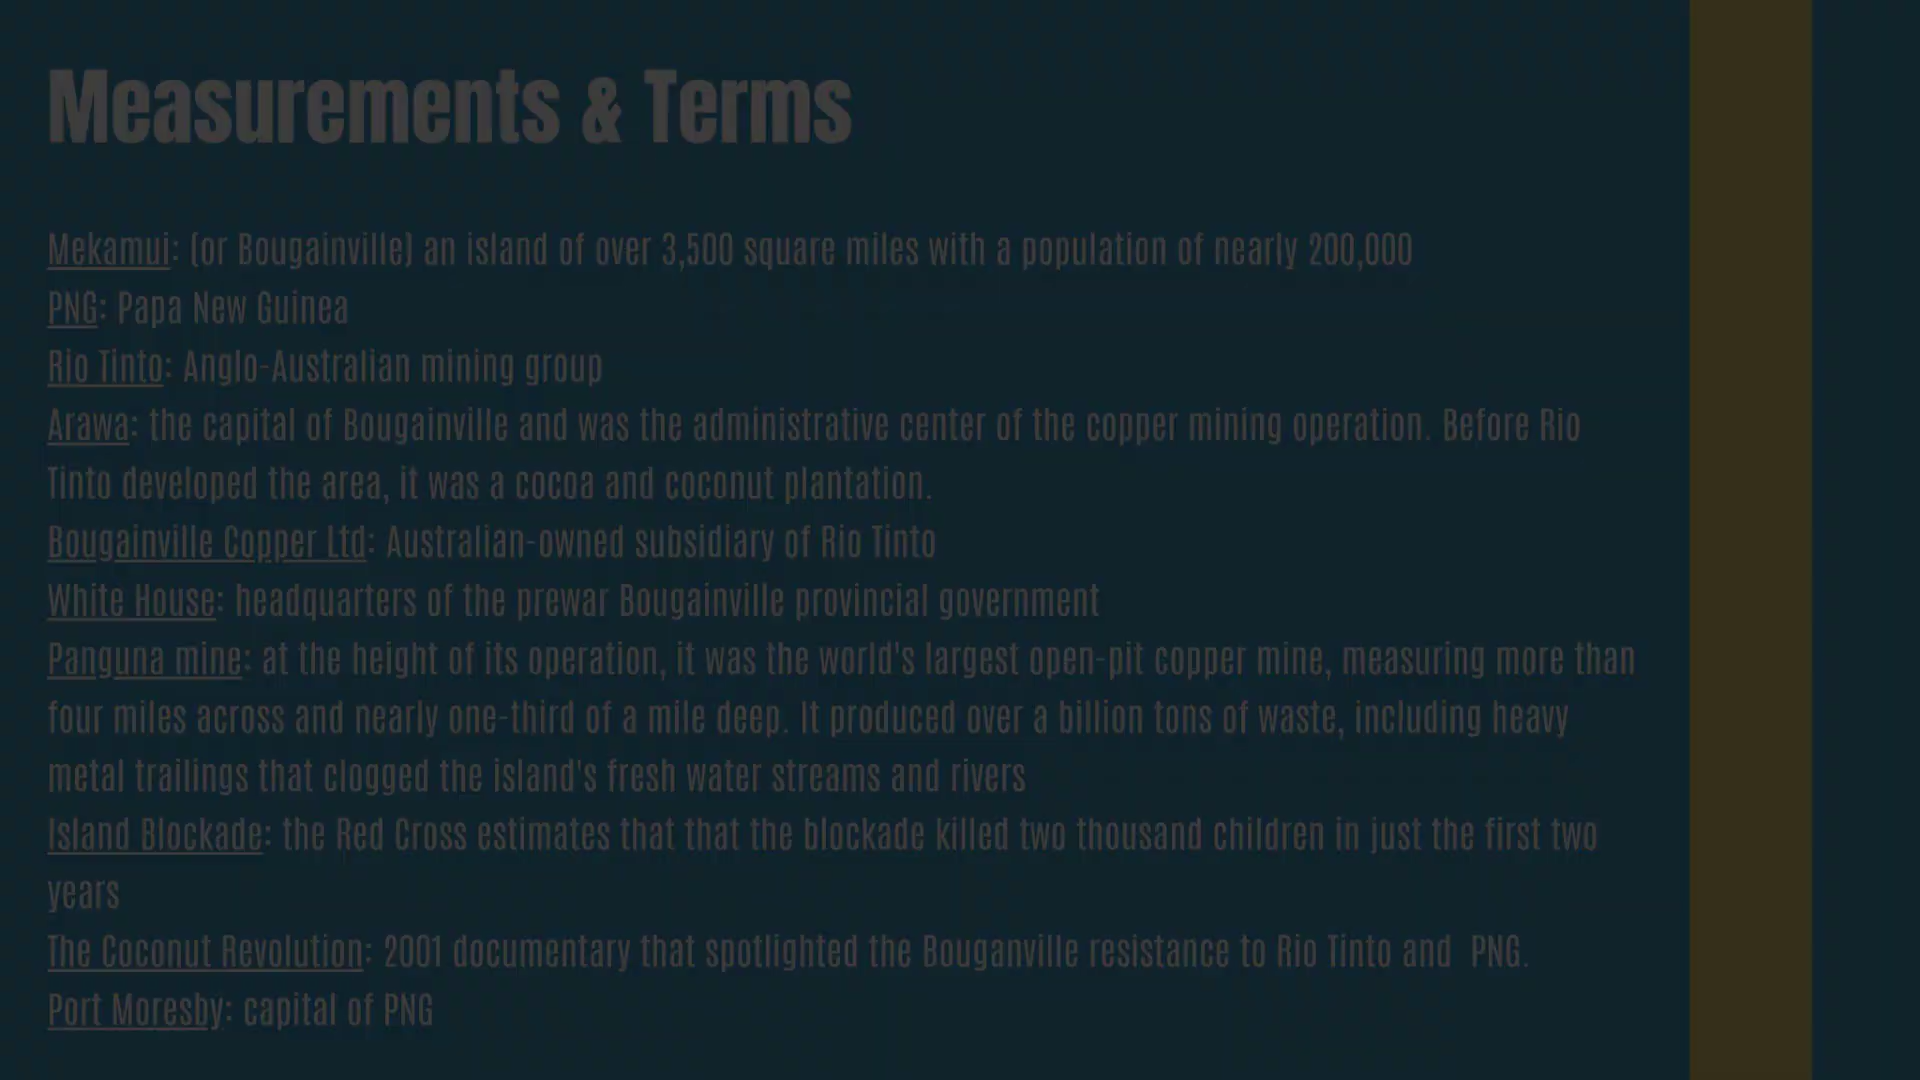 Measurements & Terms
Mekamui: (or Bougainville) an island of over 3,500 square miles with a population of nearly 200,000
PNG: Papa New Guinea
Rio Tinto: Anglo-Australian mining group
Arawa: the capital of Bougainville and was the administrative center of the copper mining operation. Before Rio
Tinto developed the area, it was a cocoa and coconut plantation.
Bougainville Copper Ltd: Australian-owned subsidiary of Rio Tinto
White House: headquarters of the prewar Bougainville provincial government
Panguna mine: at the height of its operation, it was the world's largest open-pit copper mine, measuring more than
four miles across and nearly one-third of a mile deep. It produced over a billion tons of waste, including heavy
metal trailings that clogged the island's fresh water streams and rivers
Island Blockade: the Red Cross estimates that that the blockade killed two thousand children in just the first two
years
The Coconut Revolution: 2001 documentary that spotlighted the Bouganville resistance to Rio Tinto and  PNG.
Port Moresby: capital of PNG